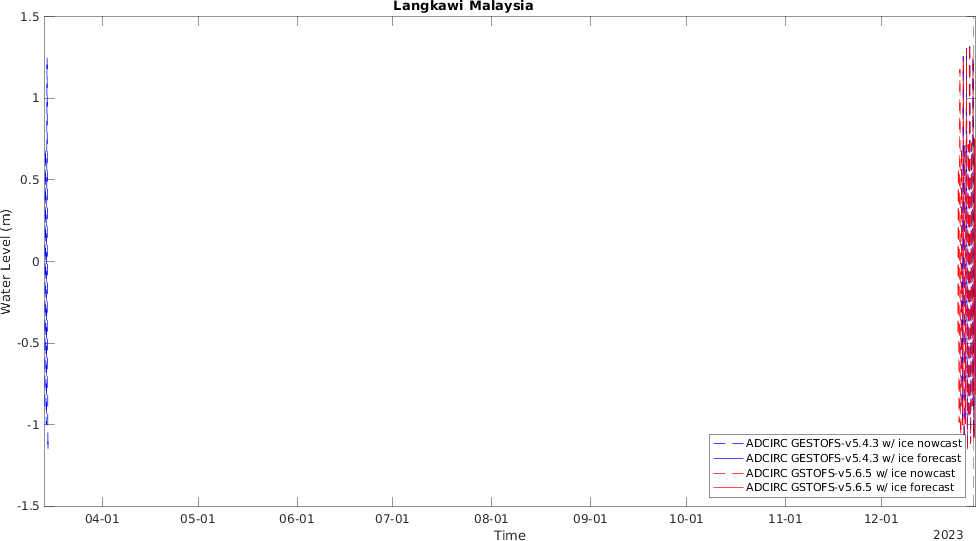 Langkawi Malaysia
1.5
1
0.5
0
-0.5
-1
-1.5
Water Level (m)
ADCIRC GESTOFS-v5.4.3 w/ ice nowcast
ADCIRC GESTOFS-v5.4.3 w/ ice forecast
ADCIRC GSTOFS-v5.6.5 w/ ice nowcast
ADCIRC GSTOFS-v5.6.5 w/ ice forecast
04-01 05-01 06-01 07-01 08-01 09-01 10-01 11-01 12-01
Time
2023